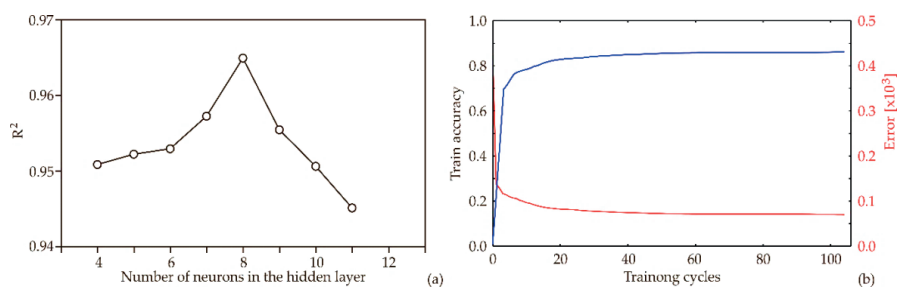 0.97
0.96
0.95
0.94
R²
4 6 8 10 12
Number of neurons in the hidden layer
(a)
1.0
0.8
0.6
0.4
0.2
0.0
Train accuracy
0 20 40 60 80 100
Trainong cycles
0.5
0.4
0.3
0.2
0.1
0.0
Error [x10³]
(b)